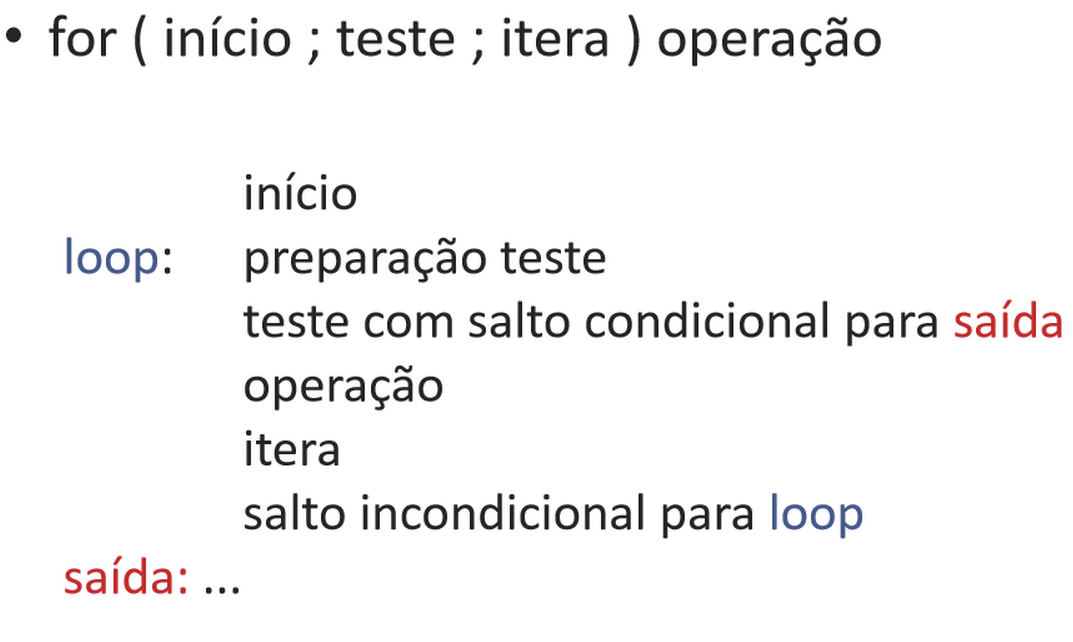 • for ( início ; teste ; itera ) operação
início
loop: preparação teste
teste com salto condicional para saída
operação
itera
salto incondicional para loop
saída: ...